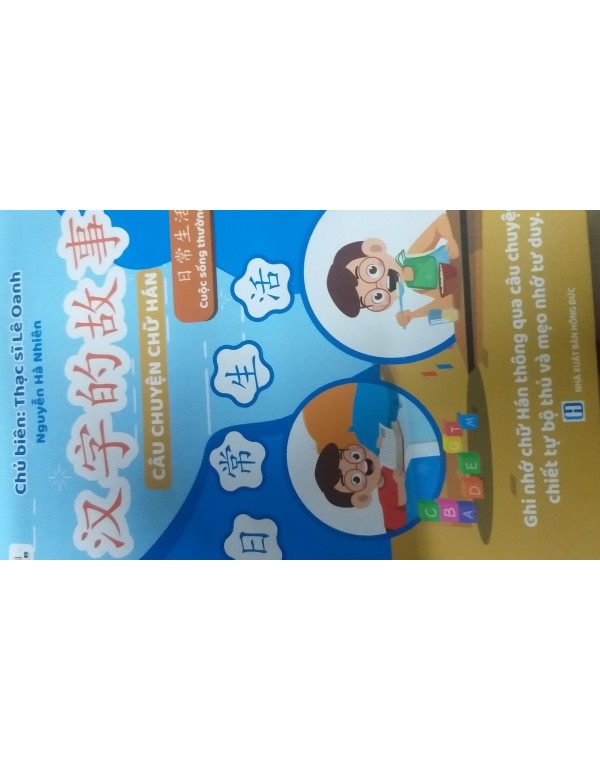 Chủ biên: Thạc sĩ Lê Oanh
Nguyễn Hà Nhiên
汉字的故事
CÂU CHUYỆN CHỮ HÁN
日常生活
Cuộc sống thường
日常生活
G
B A
D E
G T M
Ghi nhớ chữ Hán thông qua câu chuyện
chiết tự bộ thủ và mẹo nhớ tư duy.
H
NHÀ XUẤT BẢN HỒNG ĐỨC